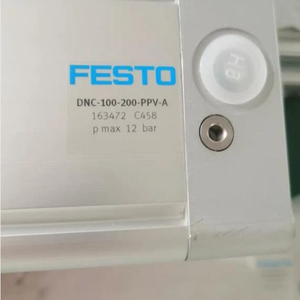 FESTO
DNC-100-200-PPV-A
163472 C458
p max 12 bar